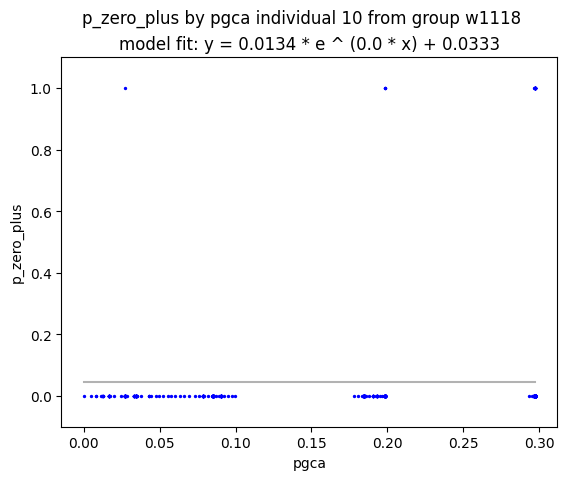 p_zero_plus by pgca individual 10 from group w1118
model fit: y = 0.0134 * e ^ (0.0 * x) + 0.0333
1.0
0.8
0.6
0.4
0.2
0.0
p_zero_plus
0.00 0.05 0.10 0.15 0.20 0.25 0.30
pgca